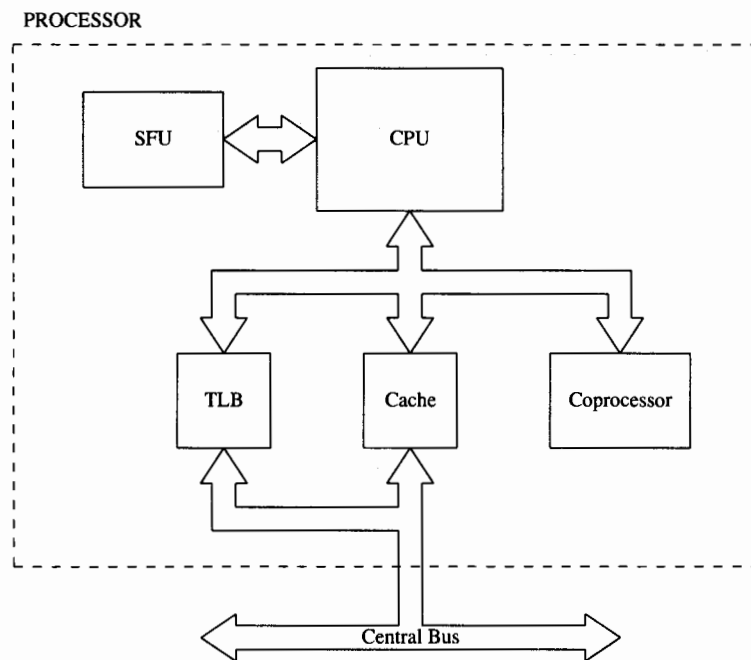 PROCESSOR
SFU
CPU
TLB
Cache
Coprocessor
Central Bus